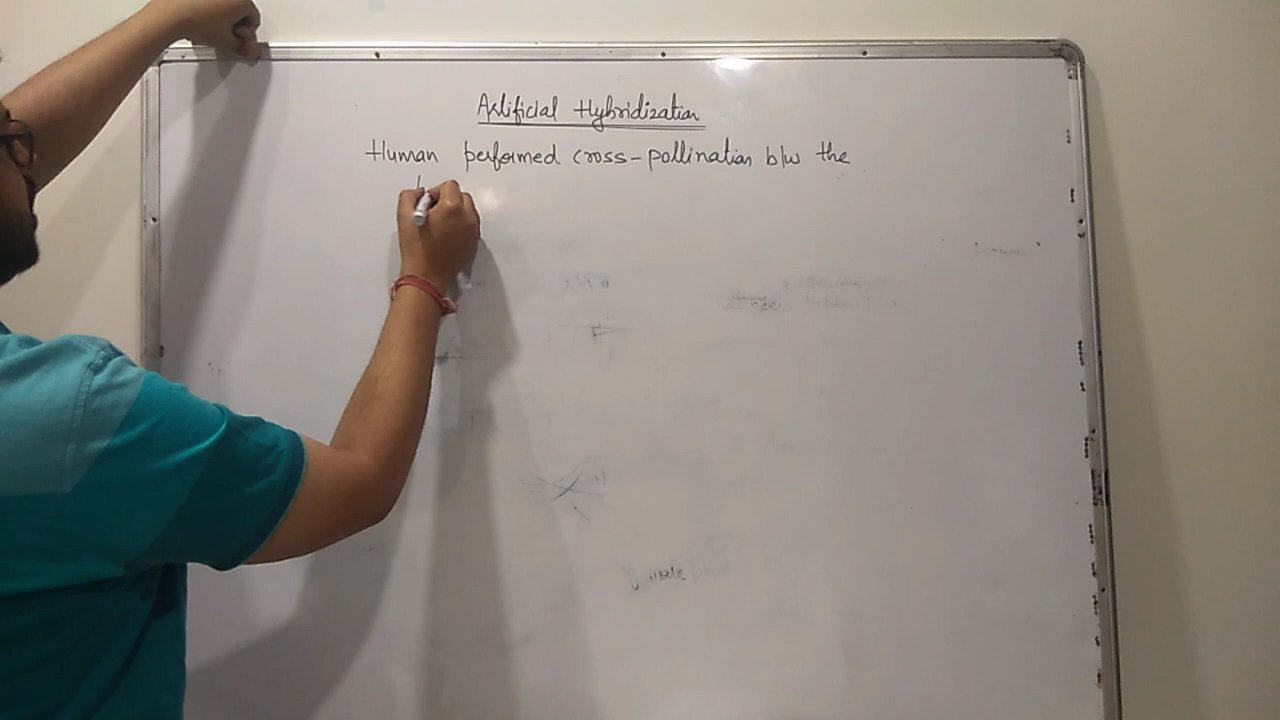 Artificial Hybridization
Human performed cross-pollination b/w the